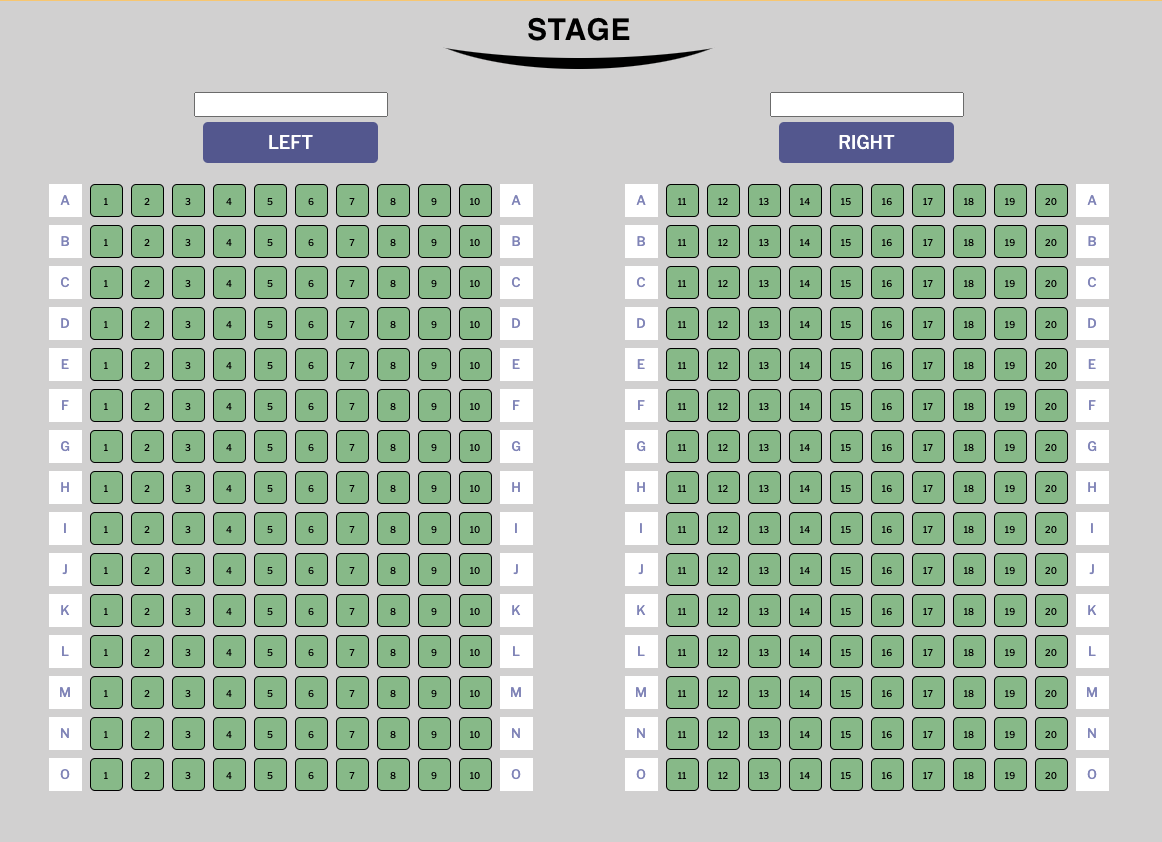 STAGE
LEFT RIGHT
A 1 2 3 4 5 6 7 8 9 10 A A 11 12 13 14 15 16 17 18 19 20 A
B 1 2 3 4 5 6 7 8 9 10 B B 11 12 13 14 15 16 17 18 19 20 B
C 1 2 3 4 5 6 7 8 9 10 C C 11 12 13 14 15 16 17 18 19 20 C
D 1 2 3 4 5 6 7 8 9 10 D D 11 12 13 14 15 16 17 18 19 20 D
E 1 2 3 4 5 6 7 8 9 10 E E 11 12 13 14 15 16 17 18 19 20 E
F 1 2 3 4 5 6 7 8 9 10 F F 11 12 13 14 15 16 17 18 19 20 F
G 1 2 3 4 5 6 7 8 9 10 G G 11 12 13 14 15 16 17 18 19 20 G
H 1 2 3 4 5 6 7 8 9 10 H H 11 12 13 14 15 16 17 18 19 20 H
I 1 2 3 4 5 6 7 8 9 10 I I 11 12 13 14 15 16 17 18 19 20 I
J 1 2 3 4 5 6 7 8 9 10 J J 11 12 13 14 15 16 17 18 19 20 J
K 1 2 3 4 5 6 7 8 9 10 K K 11 12 13 14 15 16 17 18 19 20 K
L 1 2 3 4 5 6 7 8 9 10 L L 11 12 13 14 15 16 17 18 19 20 L
M 1 2 3 4 5 6 7 8 9 10 M M 11 12 13 14 15 16 17 18 19 20 M
N 1 2 3 4 5 6 7 8 9 10 N N 11 12 13 14 15 16 17 18 19 20 N
O 1 2 3 4 5 6 7 8 9 10 O O 11 12 13 14 15 16 17 18 19 20 O